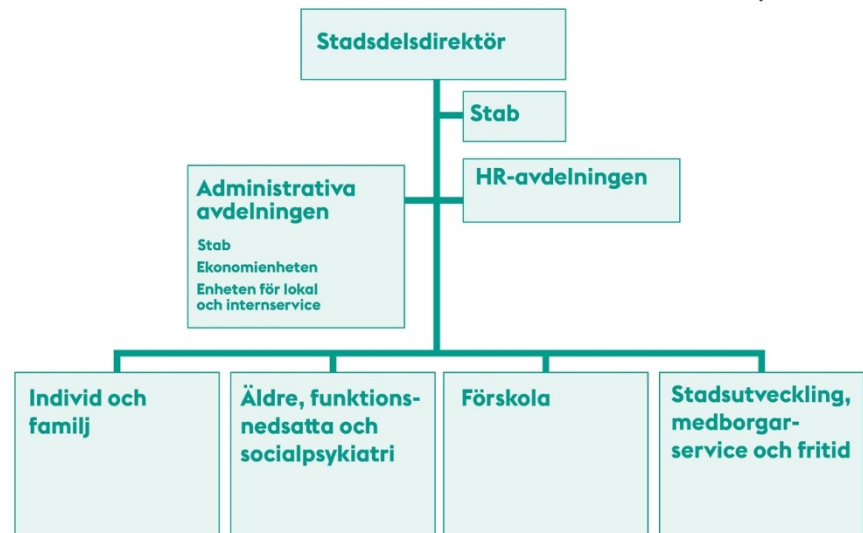 Stadsdelsdirektör
Stab
HR-avdelningen
Administrativa
avdelningen
Stab
Ekonomienheten
Enheten för lokal
och internservice
Individ och
familj
Äldre, funktions-
nedsatta och
socialpsykiatri
Förskola
Stadsutveckling,
medborgar-
service och fritid